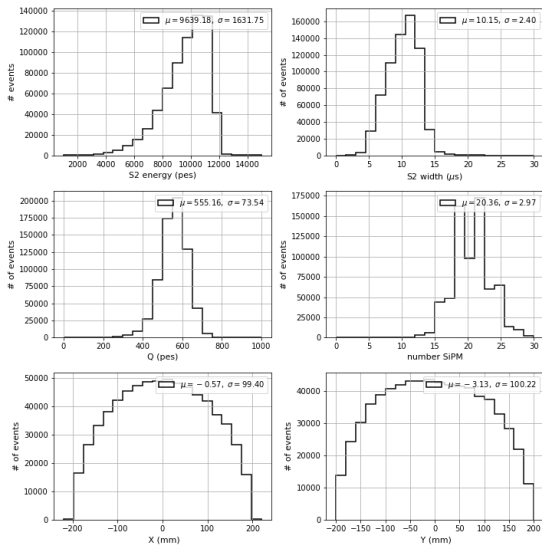 140000
120000
100000
80000
60000
40000
20000
0
# of events
μ = 9639.18, σ = 1631.75
2000 4000 6000 8000 10000 12000 14000
S2 energy (pes)
160000
140000
120000
100000
80000
60000
40000
20000
0
# of events
μ = 10.15, σ = 2.40
0 5 10 15 20 25 30
S2 width (μs)
200000
175000
150000
125000
100000
75000
50000
25000
0
# of events
μ = 555.16, σ = 73.54
0 200 400 600 800 1000
Q (pes)
175000
150000
125000
100000
75000
50000
25000
0
# of events
μ = 20.36, σ = 2.97
0 5 10 15 20 25 30
number SiPM
50000
40000
30000
20000
10000
0
# of events
μ = −0.57, σ = 99.40
−200 −100 0 100 200
X (mm)
40000
30000
20000
10000
0
# of events
μ = −3.13, σ = 100.22
−200 −150 −100 −50 0 50 100 150 200
Y (mm)